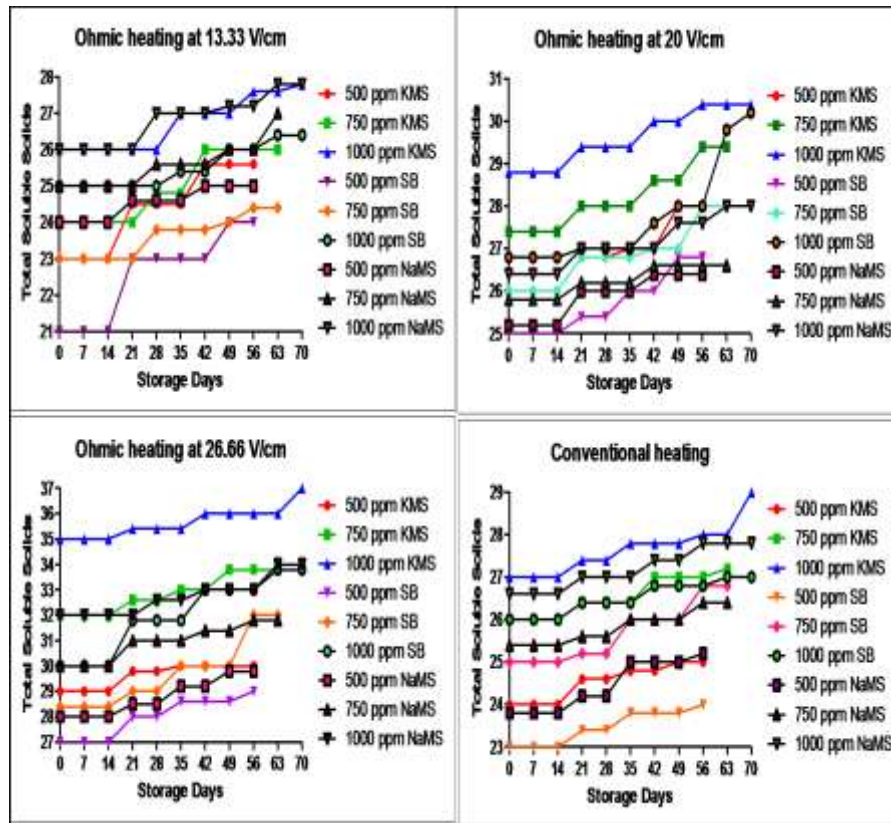 Ohmic heating at 13.33 V/cm
Total Soluble Solids
28
27
26
25
24
23
22
21
0 7 14 21 28 35 42 49 56 63 70
Storage Days
500 ppm KMS
750 ppm KMS
1000 ppm KMS
500 ppm SB
750 ppm SB
1000 ppm SB
500 ppm NaMS
750 ppm NaMS
1000 ppm NaMS
Ohmic heating at 20 V/cm
Total Soluble Solids
31
30
29
28
27
26
25
0 7 14 21 28 35 42 49 56 63 70
Storage Days
500 ppm KMS
750 ppm KMS
1000 ppm KMS
500 ppm SB
750 ppm SB
1000 ppm SB
500 ppm NaMS
750 ppm NaMS
1000 ppm NaMS
Ohmic heating at 26.66 V/cm
Total Soluble Solids
37
36
35
34
33
32
31
30
29
28
27
0 7 14 21 28 35 42 49 56 63 70
Storage Days
500 ppm KMS
750 ppm KMS
1000 ppm KMS
500 ppm SB
750 ppm SB
1000 ppm SB
500 ppm NaMS
750 ppm NaMS
1000 ppm NaMS
Conventional heating
Total Soluble Solids
29
28
27
26
25
24
23
0 7 14 21 28 35 42 49 56 63 70
Storage Days
500 ppm KMS
750 ppm KMS
1000 ppm KMS
500 ppm SB
750 ppm SB
1000 ppm SB
500 ppm NaMS
750 ppm NaMS
1000 ppm NaMS